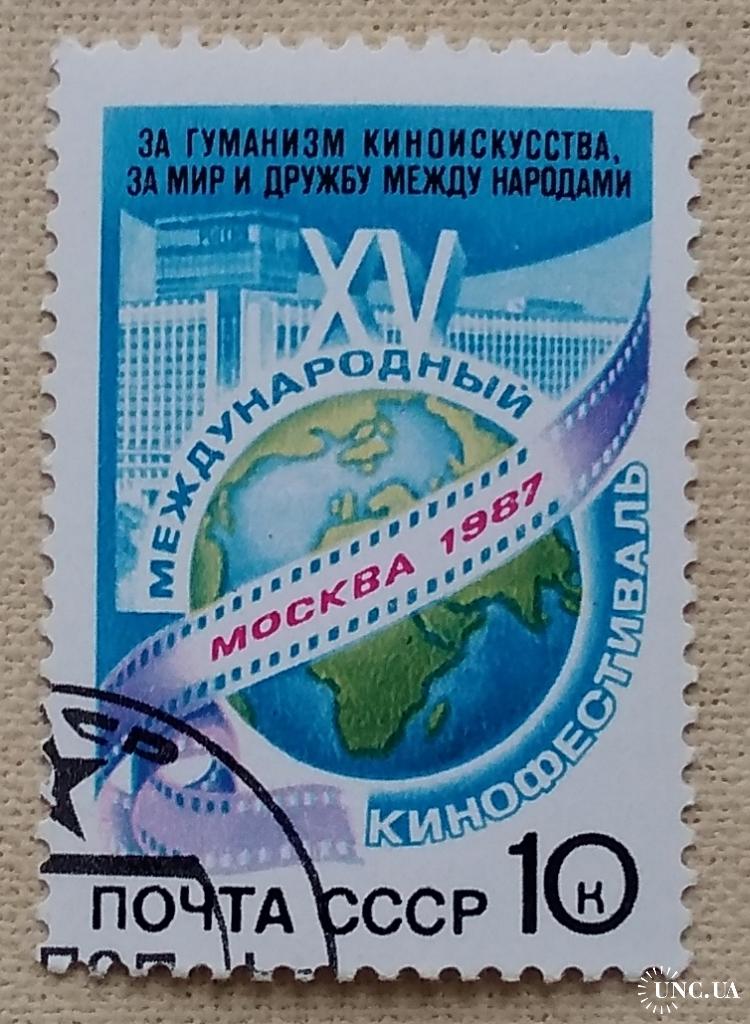 ЗА ГУМАНИЗМ КИНОИСКУССТВА,
ЗА МИР И ДРУЖБУ МЕЖДУ НАРОДАМИ
XV
МЕЖДУНАРОДНЫЙ
КИНОФЕСТИВАЛЬ
МОСКВА 1987
ПОЧТА СССР 10 к
UNC.UA